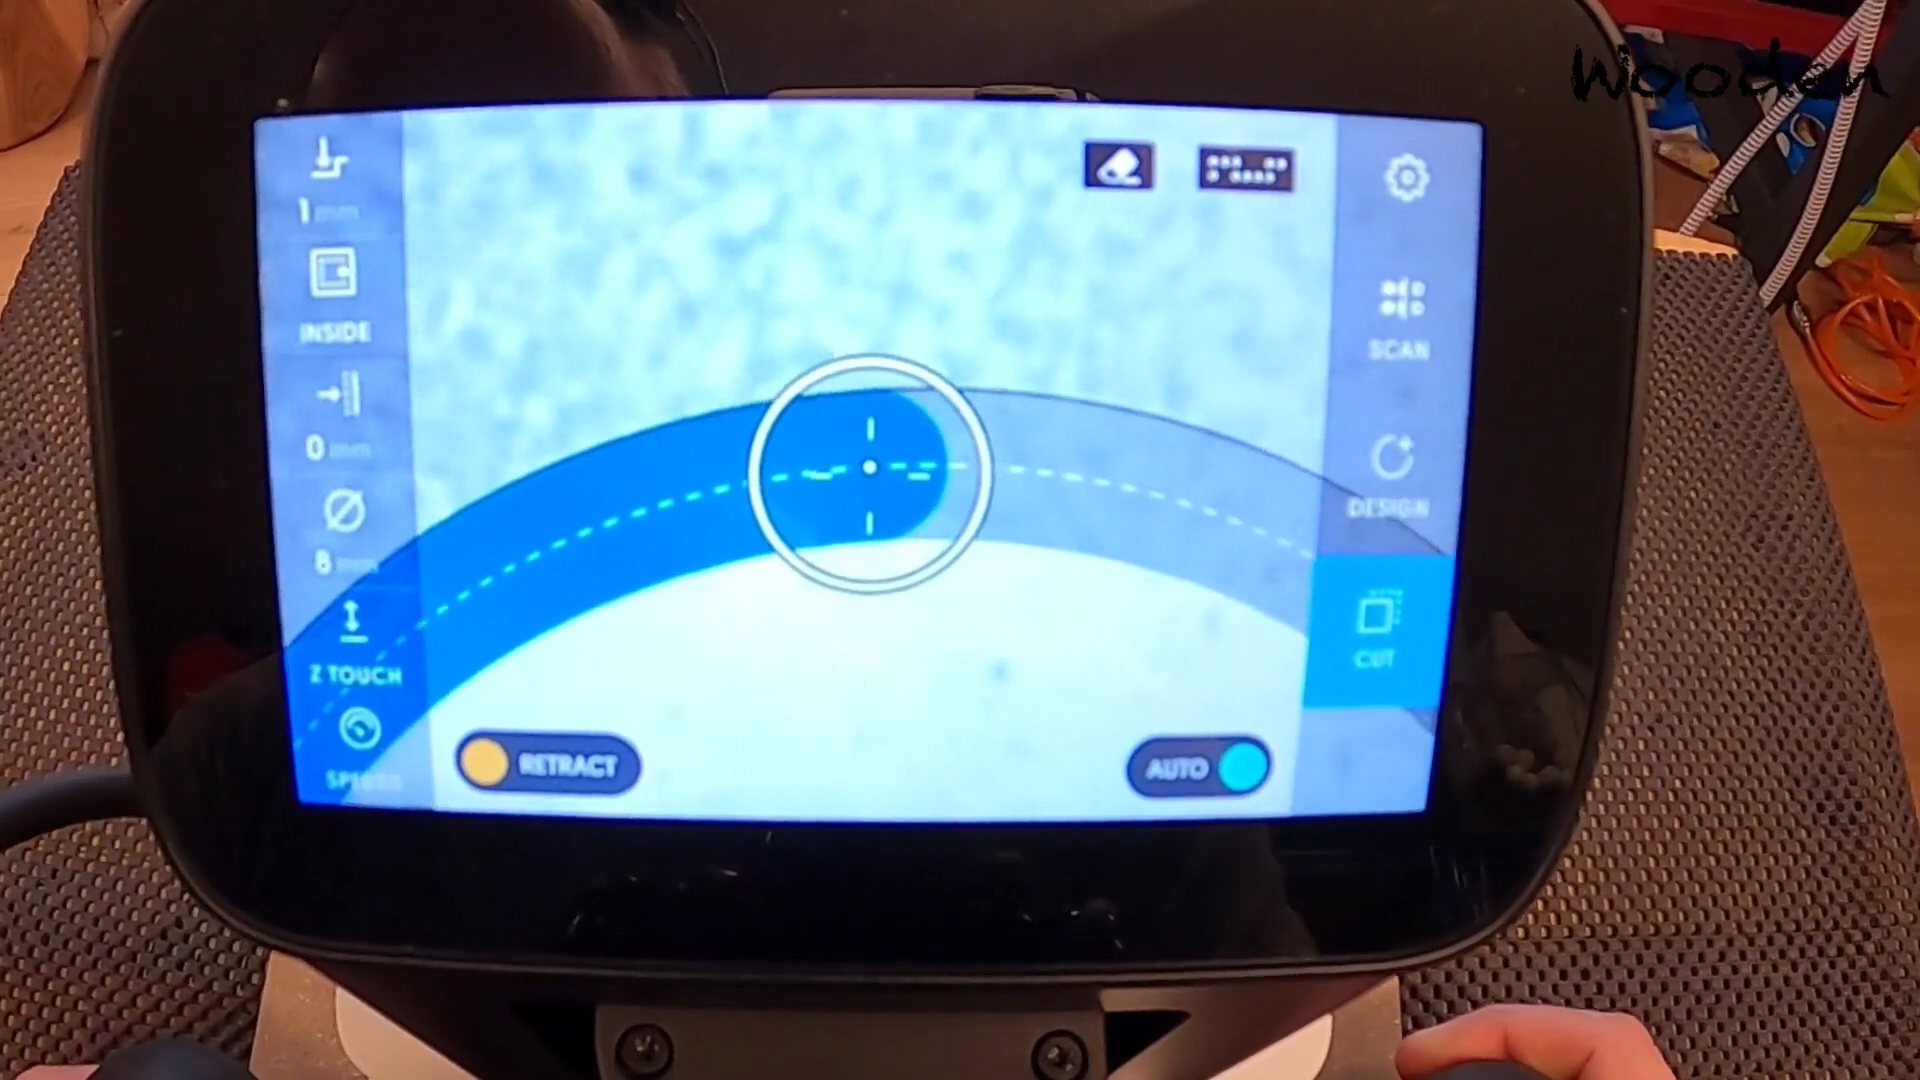 Wooden
1 mm
INSIDE
0 mm
8 mm
Z TOUCH
SCAN
DESIGN
CUT
RETRACT
AUTO